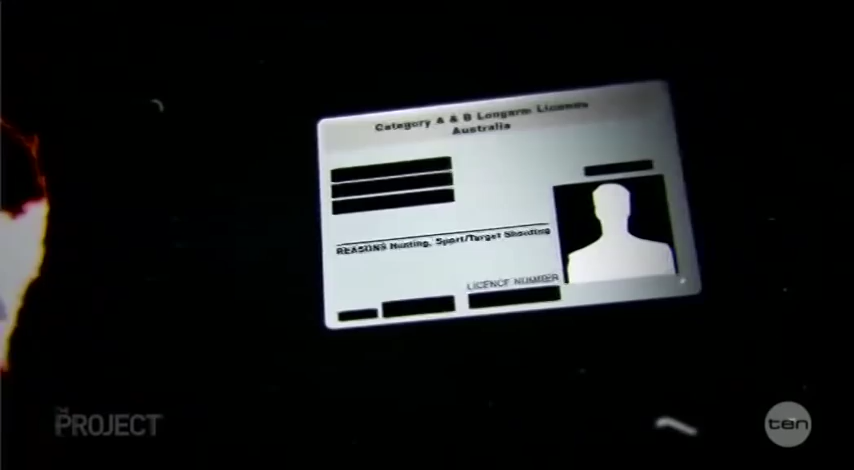 Category A & B Longarm Licence
Australia
REASONS Hunting, Sport/Target Shooting
LICENCE NUMBER
THE
PROJECT
ten